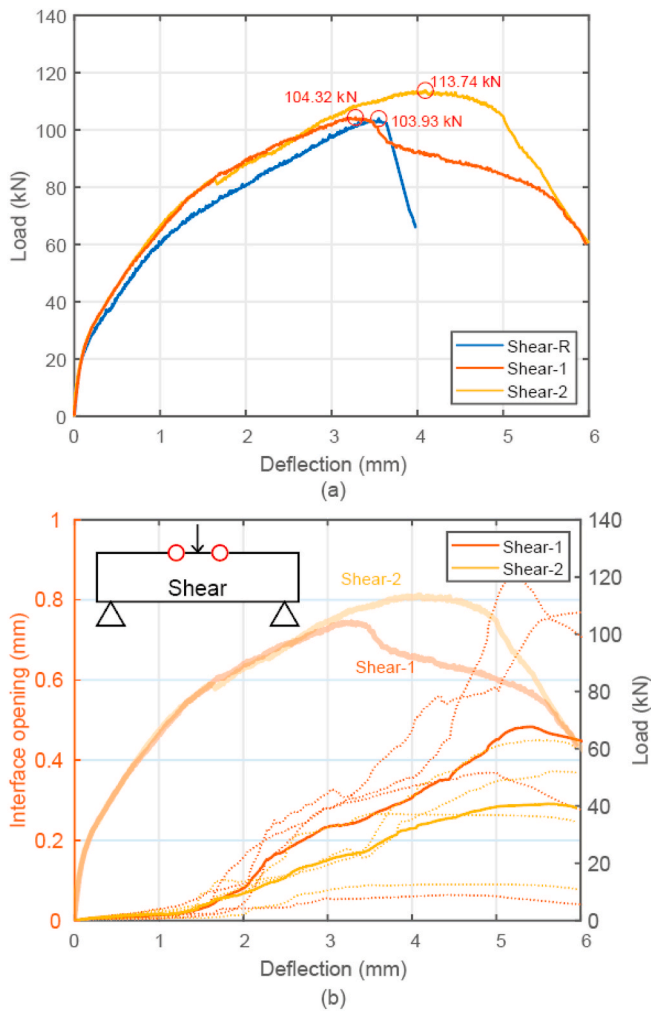 140
120
100
80
60
40
20
0
Load (kN)
104.32 kN
113.74 kN
103.93 kN
Shear-R
Shear-1
Shear-2
0 1 2 3 4 5 6
Deflection (mm)
(a)
1
0.8
0.6
0.4
0.2
0
Interface opening (mm)
Shear
Shear-2
Shear-1
Shear-1
Shear-2
140
120
100
80
60
40
20
0
Load (kN)
0 1 2 3 4 5 6
Deflection (mm)
(b)